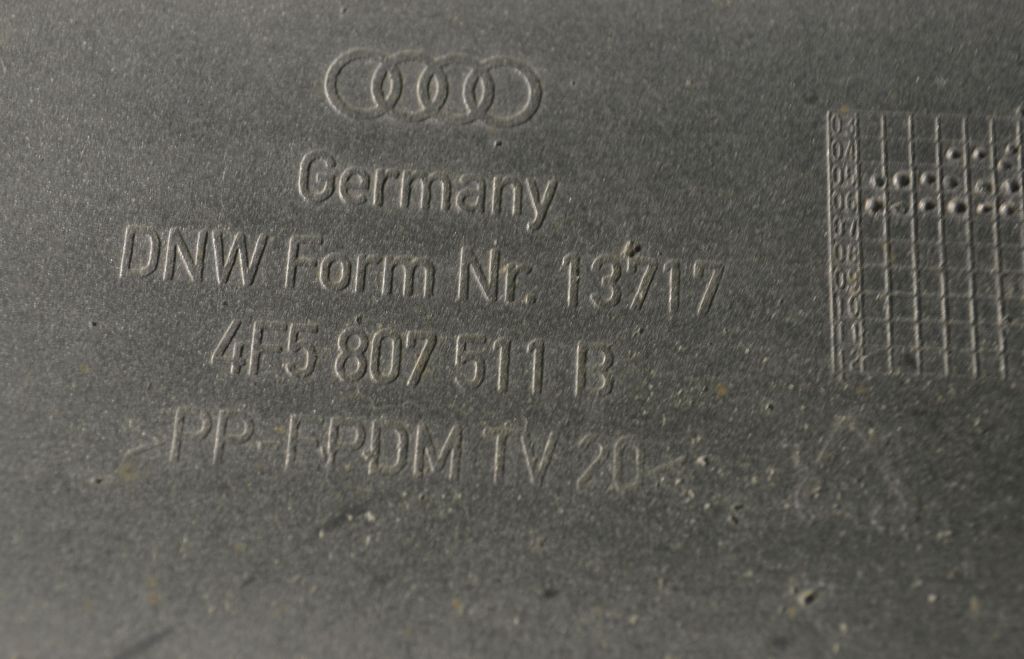 Germany
DNW Form Nr. 13717
4F5 807 511 B
>PP-EPDM TV 20<